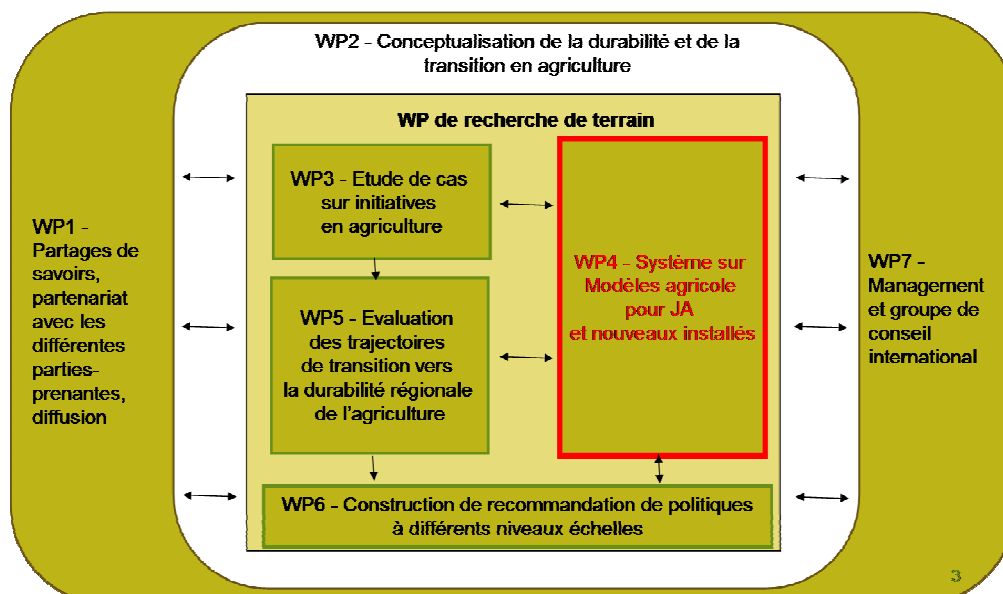 WP2 - Conceptualisation de la durabilité et de la
transition en agriculture
WP de recherche de terrain
WP1 -
Partages de
savoirs,
partenariat
avec les
différentes
parties-
prenantes,
diffusion
WP3 - Etude de cas
sur initiatives
en agriculture
WP5 - Evaluation
des trajectoires
de transition vers
la durabilité régionale
de l'agriculture
WP4 - Système sur
Modèles agricole
pour JA
et nouveaux installés
WP6 - Construction de recommandation de politiques
à différents niveaux échelles
WP7 -
Management
et groupe de
conseil
international
3